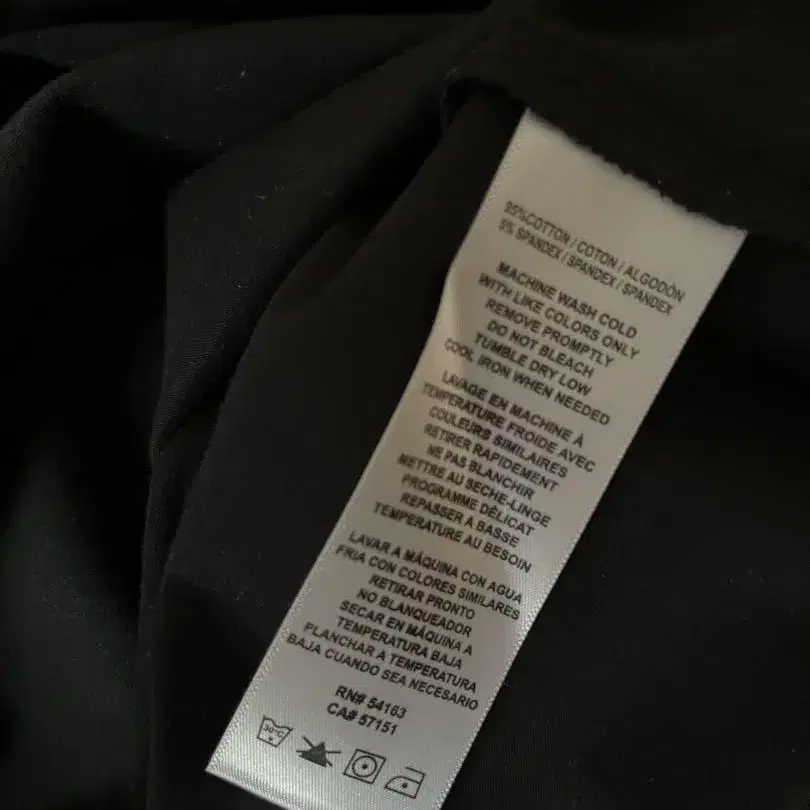 95%COTTON / COTON / ALGODÒN
5% SPANDEX / SPANDEX / SPANDEX
MACHINE WASH COLD
WITH LIKE COLORS ONLY
REMOVE PROMPTLY
DO NOT BLEACH
TUMBLE DRY LOW
COOL IRON WHEN NEEDED
LAVAGE EN MACHINE À
TEMPERATURE FROIDE AVEC
COULEURS SIMILAIRES
RETIRER RAPIDEMENT
NE PAS BLANCHIR
METTRE AU SECHE-LINGE
PROGRAMME DÉLICAT
REPASSER A BASSE
TEMPERATURE AU BESOIN
LAVAR A MÁQUINA CON AGUA
FRIA CON COLORES SIMILARES
RETIRAR PRONTO
NO BLANQUEADOR
SECAR EN MÁQUINA A
TEMPERATURA BAJA
PLANCHAR A TEMPERATURA
BAJA CUANDO SEA NECESARIO
RN# 54163
CA# 57151
30°C